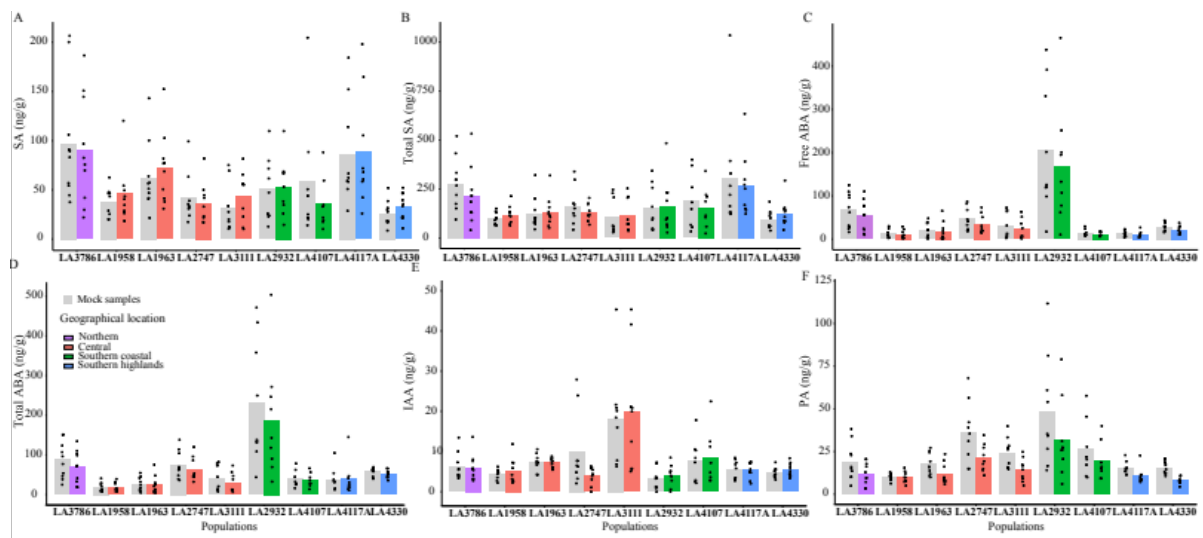 A
SA (ng/g)
200
150
100
50
0
LA3786 LA1958 LA1963 LA2747 LA3111 LA2932 LA4107 LA4117A LA4330
B
Total SA (ng/g)
1000
500
250
0
LA3786 LA1958 LA1963 LA2747 LA3111 LA2932 LA4107 LA4117A LA4330
C
Free ABA (ng/g)
400
300
200
100
0
LA3786 LA1958 LA1963 LA2747 LA3111 LA2932 LA4107 LA4117A LA4330
D
Total ABA (ng/g)
500
400
300
200
100
0
Mock samples
Geographical location
Northern
Central
Southern coastal
Southern highlands
LA3786 LA1958 LA1963 LA2747 LA3111 LA2932 LA4107 LA4117A LA4330
Populations
E
IAA (ng/g)
50
40
30
20
10
0
LA3786 LA1958 LA1963 LA2747 LA3111 LA2932 LA4107 LA4117A LA4330
Populations
F
PA (ng/g)
125
100
75
50
25
0
LA3786 LA1958 LA1963 LA2747 LA3111 LA2932 LA4107 LA4117A LA4330
Populations